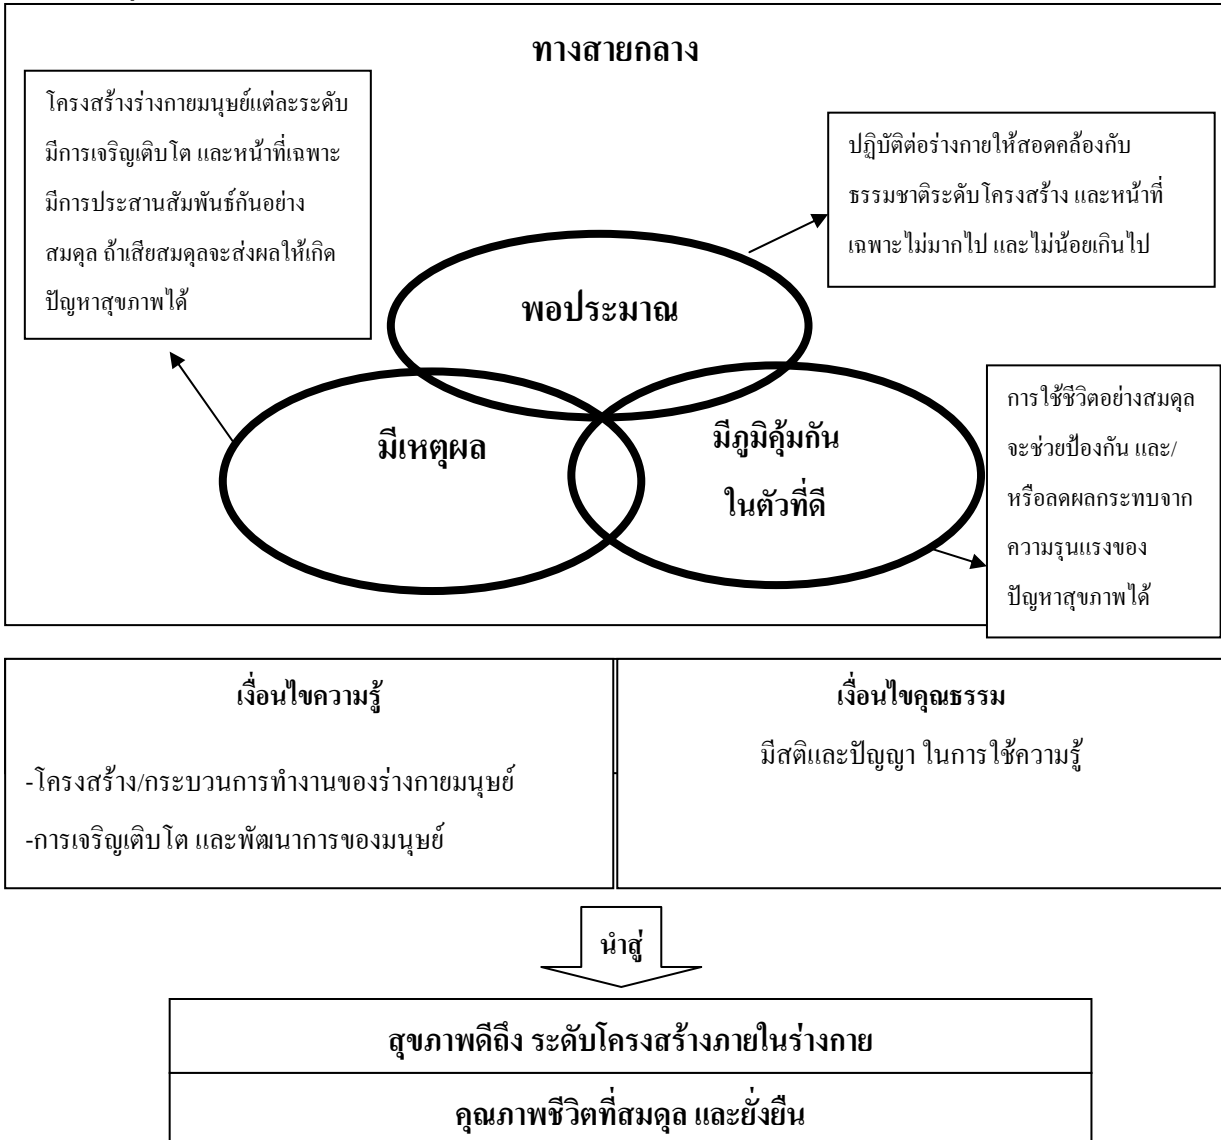 ทางสายกลาง
โครงสร้างร่างกายมนุษย์แต่ละระดับ
มีการเจริญเติบโต และหน้าที่เฉพาะ
มีการประสานสัมพันธ์กันอย่าง
สมดุล ถ้าเสียสมดุลจะส่งผลให้เกิด
ปัญหาสุขภาพได้
ปฏิบัติต่อร่างกายให้สอดคล้องกับ
ธรรมชาติระดับโครงสร้าง และหน้าที่
เฉพาะไม่มากไป และไม่น้อยเกินไป
พอประมาณ
มีเหตุผล
มีภูมิคุ้มกัน
ในตัวที่ดี
การใช้ชีวิตอย่างสมดุล
จะช่วยป้องกัน และ/
หรือลดผลกระทบจาก
ความรุนแรงของ
ปัญหาสุขภาพได้
เงื่อนไขความรู้
-โครงสร้าง/กระบวนการทำงานของร่างกายมนุษย์
-การเจริญเติบโต และพัฒนาการของมนุษย์
เงื่อนไขคุณธรรม
มีสติและปัญญา ในการใช้ความรู้
นำสู่
สุขภาพดีถึง ระดับโครงสร้างภายในร่างกาย
คุณภาพชีวิตที่สมดุล และยั่งยืน